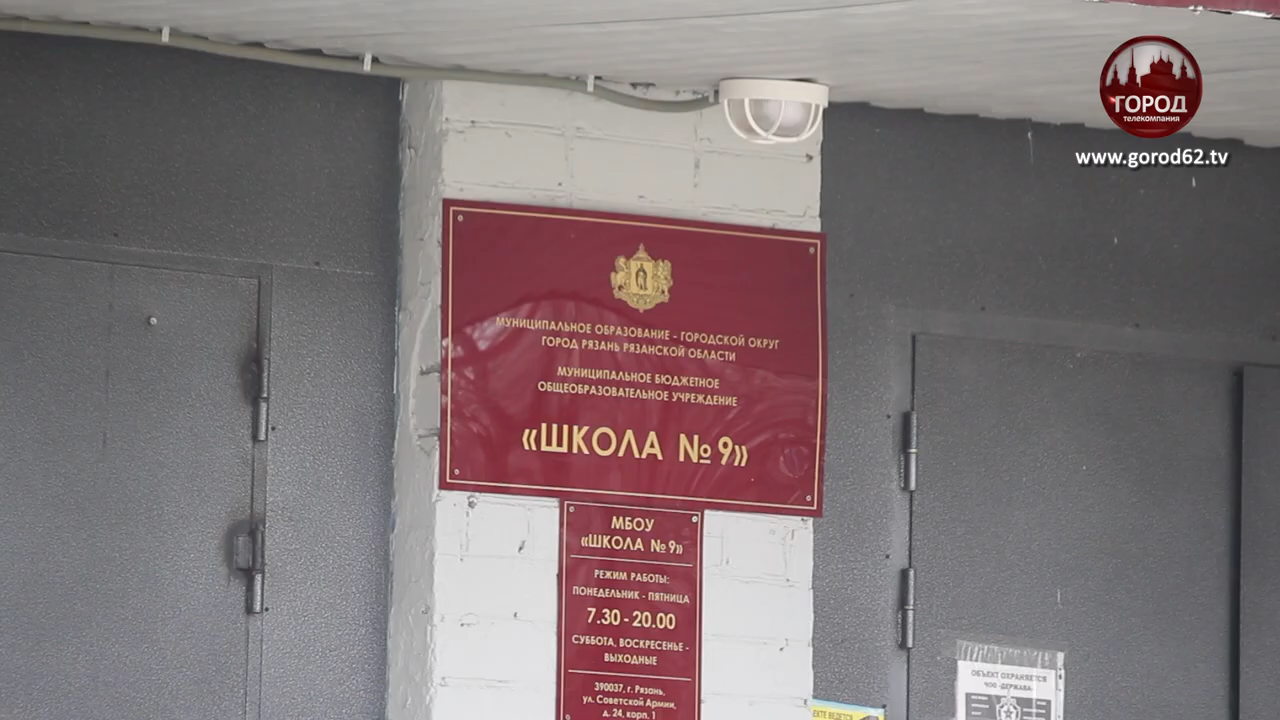 ГОРОД
телекомпания
www.gorod62.tv
МУНИЦИПАЛЬНОЕ ОБРАЗОВАНИЕ - ГОРОДСКОЙ ОКРУГ
ГОРОД РЯЗАНЬ РЯЗАНСКОЙ ОБЛАСТИ
МУНИЦИПАЛЬНОЕ БЮДЖЕТНОЕ
ОБЩЕОБРАЗОВАТЕЛЬНОЕ УЧРЕЖДЕНИЕ
«ШКОЛА № 9»
МБОУ
«ШКОЛА № 9»
РЕЖИМ РАБОТЫ:
ПОНЕДЕЛЬНИК - ПЯТНИЦА
7.30 - 20.00
СУББОТА, ВОСКРЕСЕНЬЕ -
ВЫХОДНЫЕ
390037, г. Рязань,
ул. Советской Армии,
д. 24, корп. 1
ОБЪЕКТ ОХРАНЯЕТСЯ
ЧОО «ДЕРЖАВА»
ЕКТЕ ВЕДЕТСЯ